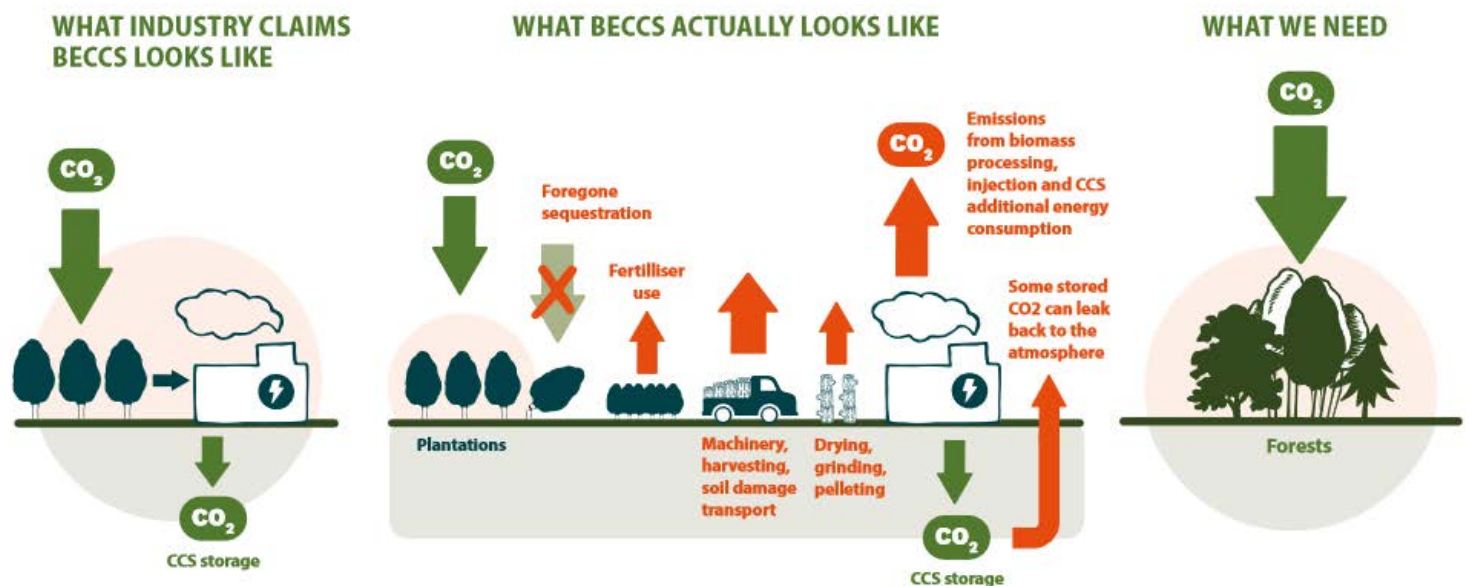 WHAT INDUSTRY CLAIMS
BECCS LOOKS LIKE
CO₂
CO₂
CCS storage
WHAT BECCS ACTUALLY LOOKS LIKE
CO₂
Foregone
sequestration
Fertilliser
use
CO₂
Emissions
from biomass
processing,
injection and CCS
additional energy
consumption
Some stored
CO2 can leak
back to the
atmosphere
Plantations
Machinery,
harvesting,
soil damage
transport
Drying,
grinding,
pelleting
CO₂
CCS storage
WHAT WE NEED
CO₂
Forests